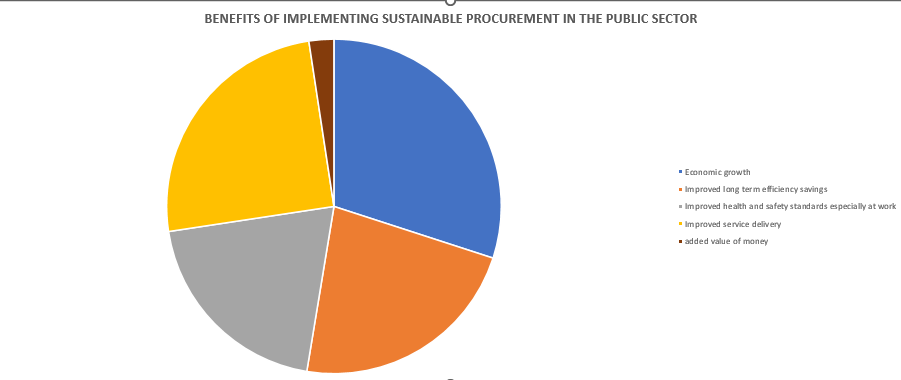 BENEFITS OF IMPLEMENTING SUSTAINABLE PROCUREMENT IN THE PUBLIC SECTOR
Economic growth
Improved long term efficiency savings
Improved health and safety standards especially at work
Improved service delivery
added value of money